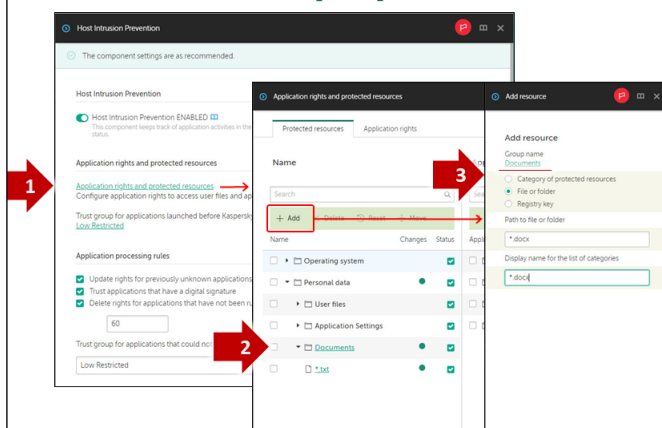 Host Intrusion Prevention
The component settings are as recommended.
Host Intrusion Prevention
Host Intrusion Prevention ENABLED
This component keeps track of application activities in the
status.
Application rights and protected resources
1
Application rights and protected resources
Configure application rights to access user files and ap
Trust group for applications launched before Kaspersky
Low Restricted
Application processing rules
Update rights for previously unknown applications
Trust applications that have a digital signature
Delete rights for applications that have not been ru
60
Trust group for applications that could not
Low Restricted
Application rights and protected resources
Protected resources Application rights
Name
Search
+ Add Delete Reset Move
Name Changes Status Appli
Operating system
Personal data
User files
Application Settings
2
Documents
*.txt
Add resource
Add resource
3
Group name
Documents
Category of protected resources
File or folder
Registry key
Path to file or folder
*.docx
Display name for the list of categories
*.docx